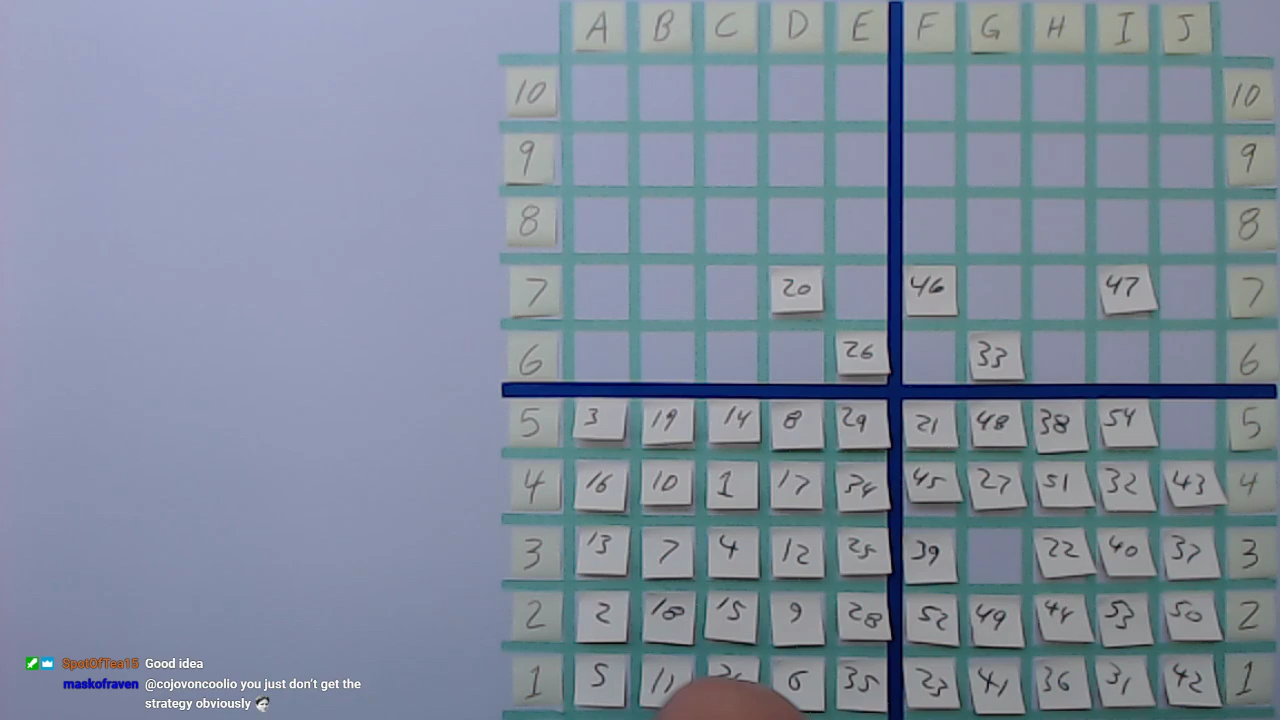 A B C D E F G H I J
10 10
9 9
8 8
7 20 46 47 7
6 26 33 6
5 3 19 14 8 29 21 48 38 54 5
4 16 10 1 17 34 45 27 51 32 43 4
3 13 7 4 12 25 39 22 40 37 3
2 2 18 15 9 28 52 49 44 53 50 2
1 5 11 6 35 23 41 36 31 42 1
SpotOfTea15 Good idea
maskofraven @cojovoncoolio you just don't get the
strategy obviously